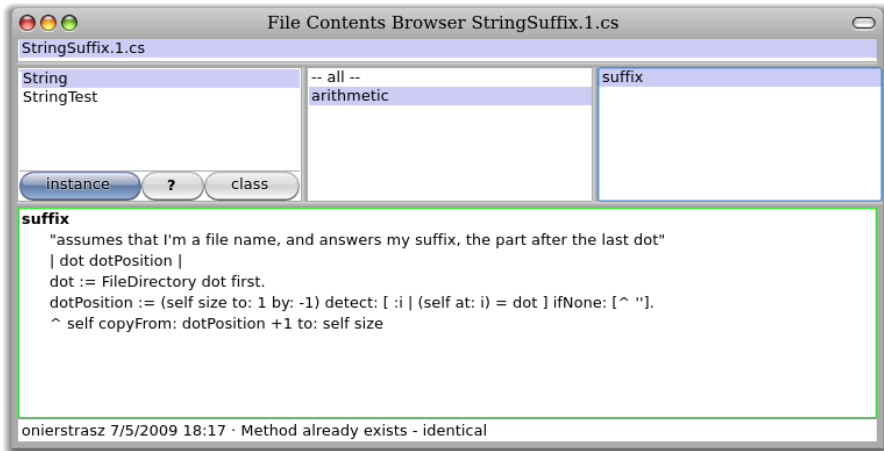 File Contents Browser StringSuffix.1.cs
StringSuffix.1.cs
String
StringTest
instance
?
class
-- all --
arithmetic
suffix
suffix
"assumes that I'm a file name, and answers my suffix, the part after the last dot"
| dot dotPosition |
dot := FileDirectory dot first.
dotPosition := (self size to: 1 by: -1) detect: [ :i | (self at: i) = dot ] ifNone: [^ ''].
^ self copyFrom: dotPosition +1 to: self size
onierstrasz 7/5/2009 18:17 · Method already exists - identical